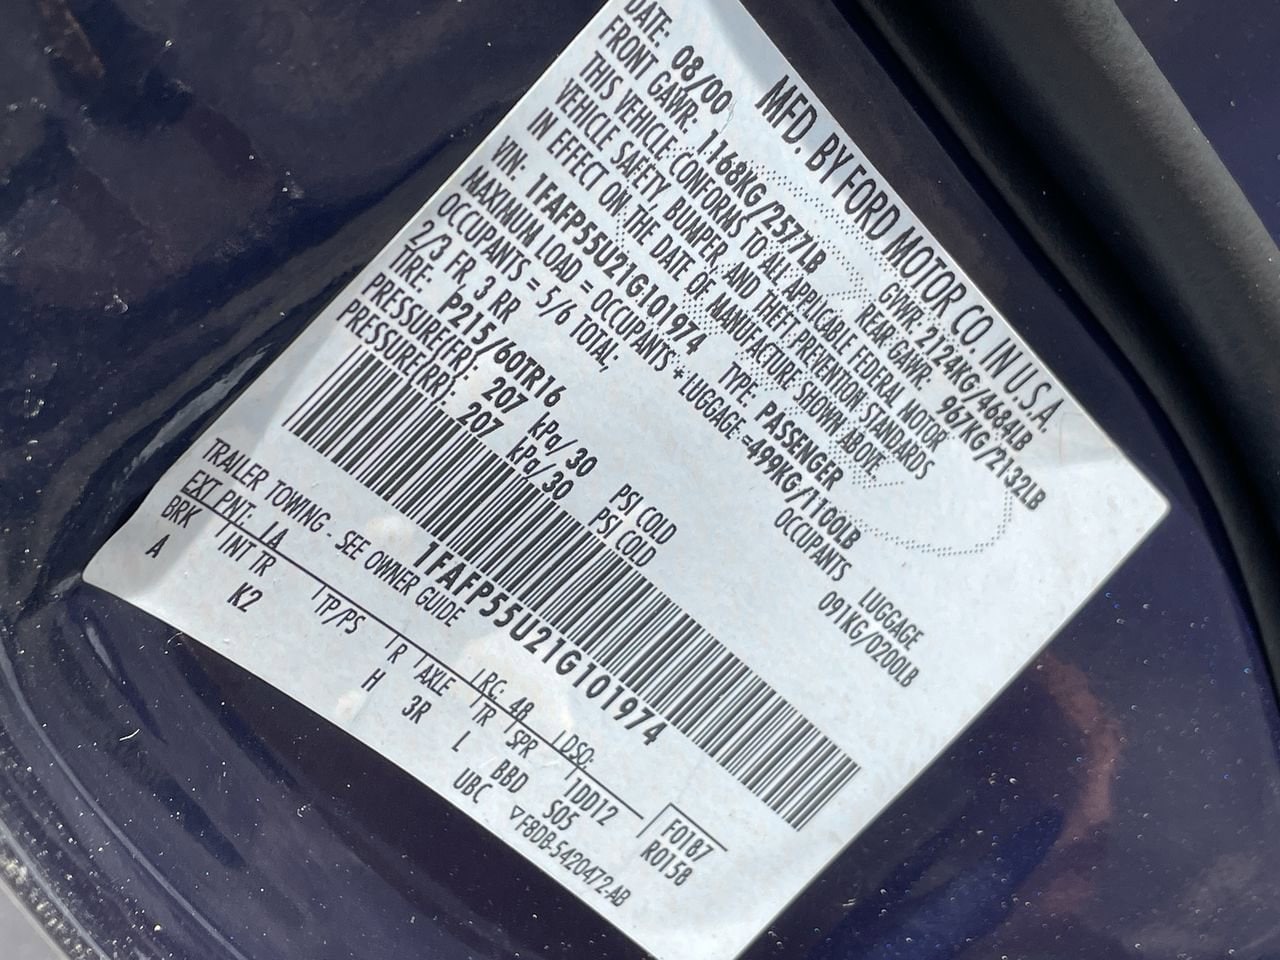 MFD. BY FORD MOTOR CO. IN U.S.A.
DATE: 08/00 GVWR: 2124KG/4684LB
FRONT GAWR: 1168KG/2577LB REAR GAWR: 967KG/2132LB
THIS VEHICLE CONFORMS TO ALL APPLICABLE FEDERAL MOTOR
VEHICLE SAFETY, BUMPER, AND THEFT PREVENTION STANDARDS
IN EFFECT ON THE DATE OF MANUFACTURE SHOWN ABOVE.
VIN: 1FAFP55U21G101974 TYPE: PASSENGER
MAXIMUM LOAD = OCCUPANTS + LUGGAGE =499KG/1100LB
OCCUPANTS = 5/6 TOTAL; OCCUPANTS LUGGAGE
2/3 FR, 3 RR 091KG/0200LB
TIRE: P215/60TR16
PRESSURE(FR): 207 kPa/30 PSI COLD
PRESSURE(RR): 207 kPa/30 PSI COLD
1FAFP55U21G101974
TRAILER TOWING - SEE OWNER GUIDE
EXT PNT: LA RC: 48 DSO: F0187
BRK INT TR TP/PS R AXLE TR SPR 1DD12 R0158
A K2 H 3R L BBD S05
UBC ▽F8DB-5420472-AB